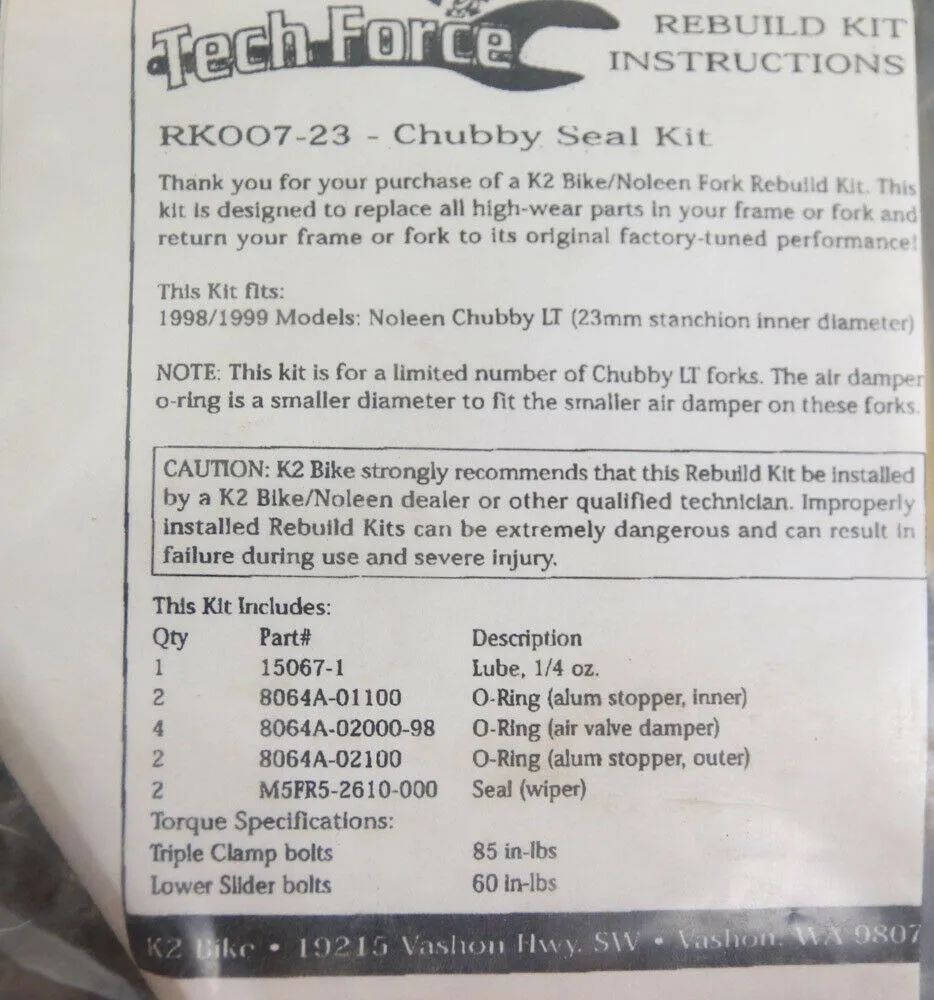 Tech Force
REBUILD KIT
INSTRUCTIONS
RK007-23 - Chubby Seal Kit
Thank you for your purchase of a K2 Bike/Noleen Fork Rebuild Kit. This
kit is designed to replace all high-wear parts in your frame or fork and
return your frame or fork to its original factory-tuned performance!
This Kit fits:
1998/1999 Models: Noleen Chubby LT (23mm stanchion inner diameter)
NOTE: This kit is for a limited number of Chubby LT forks. The air damper
o-ring is a smaller diameter to fit the smaller air damper on these forks.
CAUTION: K2 Bike strongly recommends that this Rebuild Kit be installed
by a K2 Bike/Noleen dealer or other qualified technician. Improperly
installed Rebuild Kits can be extremely dangerous and can result in
failure during use and severe injury.
This Kit Includes:
Qty Part# Description
1 15067-1 Lube, 1/4 oz.
2 8064A-01100 O-Ring (alum stopper, inner)
4 8064A-02000-98 O-Ring (air valve damper)
2 8064A-02100 O-Ring (alum stopper, outer)
2 M5FR5-2610-000 Seal (wiper)
Torque Specifications:
Triple Clamp bolts 85 in-lbs
Lower Slider bolts 60 in-lbs
K2 Bike • 19215 Vashon Hwy. SW • Vashon, WA 9807